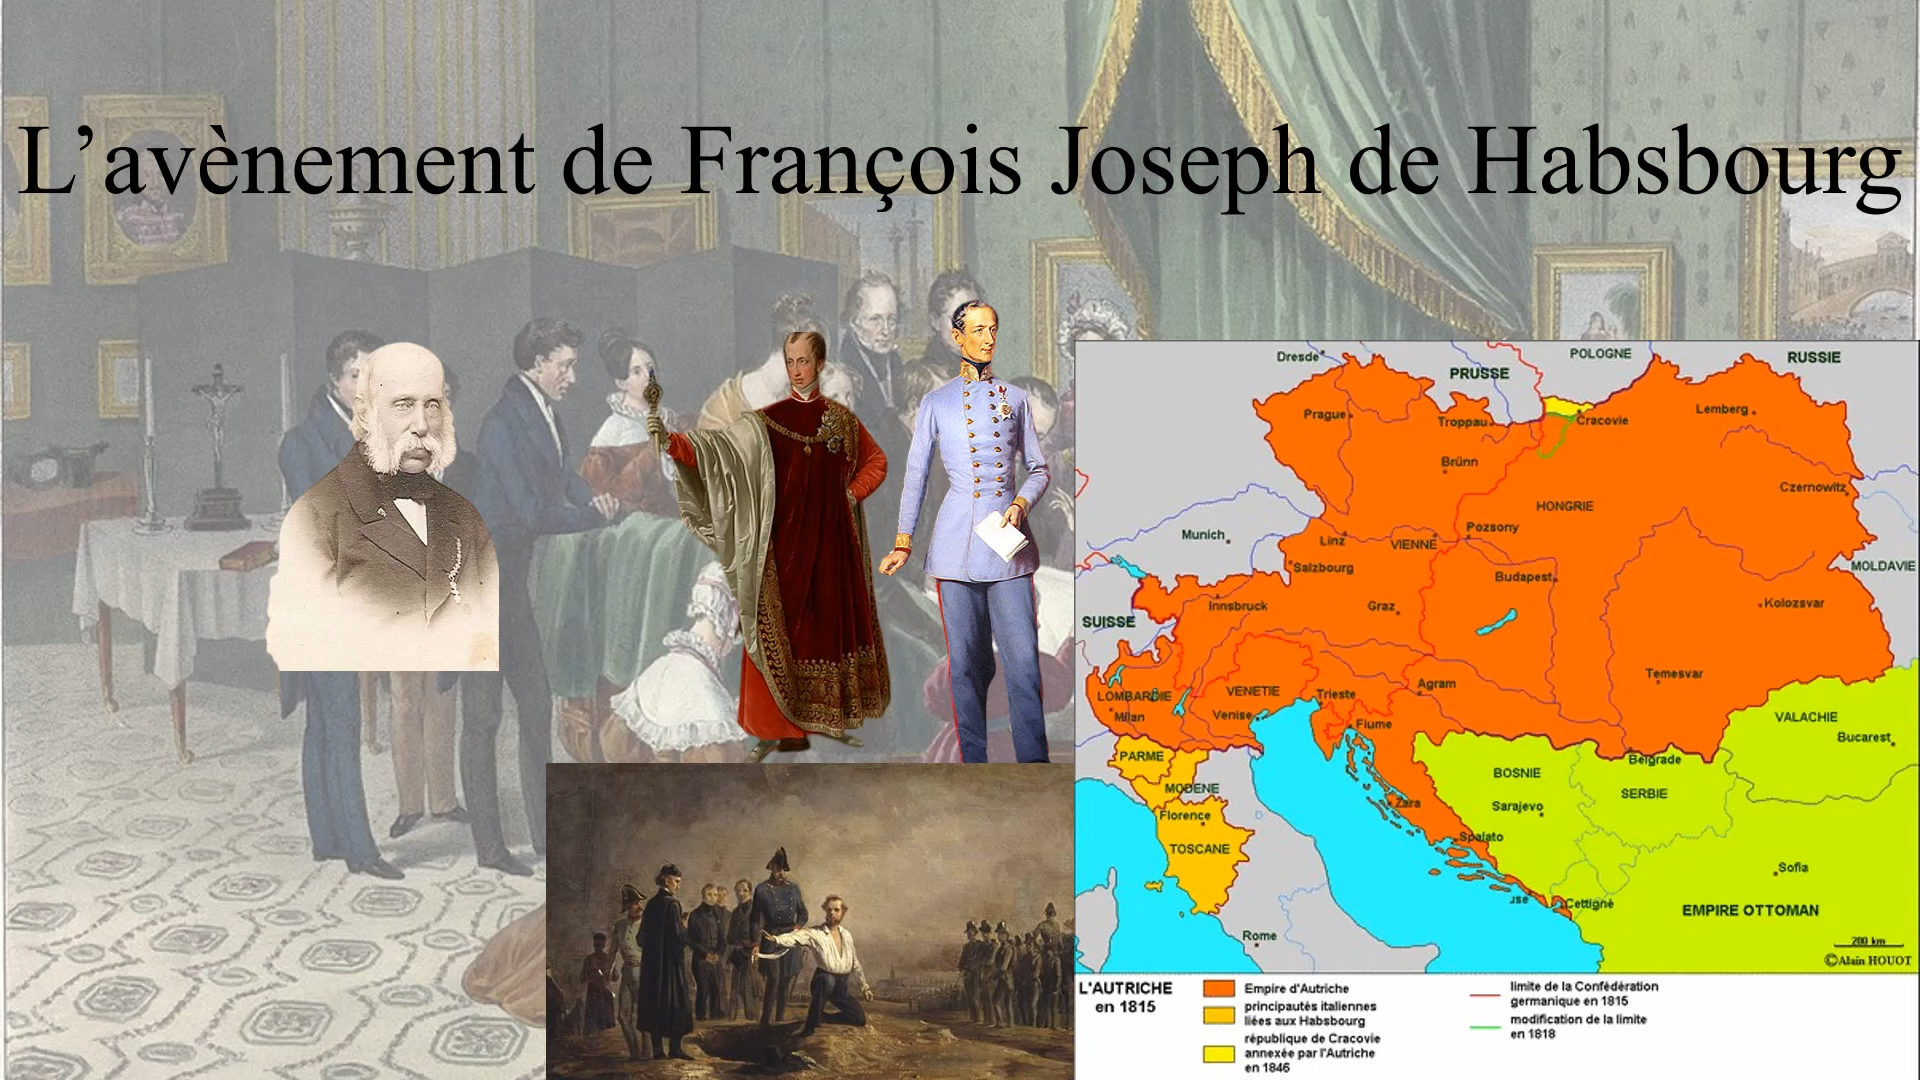 L’avènement de François Joseph de Habsbourg
Dresde
POLOGNE
RUSSIE
PRUSSE
Prague
Troppau
Cracovie
Lemberg
Brünn
Czernowitz
HONGRIE
Munich
Linz
VIENNE
Pozsony
Salzbourg
Budapest
MOLDAVIE
Innsbruck
Graz
Kolozsvar
SUISSE
Temesvar
LOMBARDIE
VENETIE
Trieste
Agram
Milan
Venise
Fiume
VALACHIE
Bucarest
PARME
Belgrade
BOSNIE
MODENE
SERBIE
Zara
Sarajevo
Florence
Spalato
TOSCANE
Sofia
Cettigne
EMPIRE OTTOMAN
Rome
200 km
©Alain HOUOT
L'AUTRICHE
en 1815
Empire d'Autriche
principautés italiennes
liées aux Habsbourg
république de Cracovie
annexée par l'Autriche
en 1846
limite de la Confédération
germanique en 1815
modification de la limite
en 1818